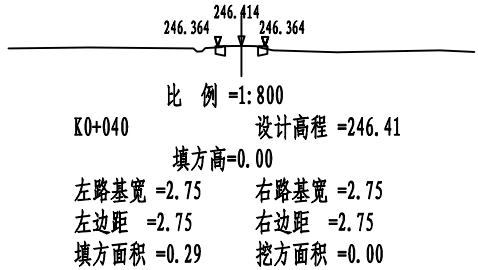 246.414
246.364 246.364
比 例 =1:800
K0+040 设计高程 =246.41
填方高=0.00
左路基宽 =2.75 右路基宽 =2.75
左边距 =2.75 右边距 =2.75
填方面积 =0.29 挖方面积 =0.00